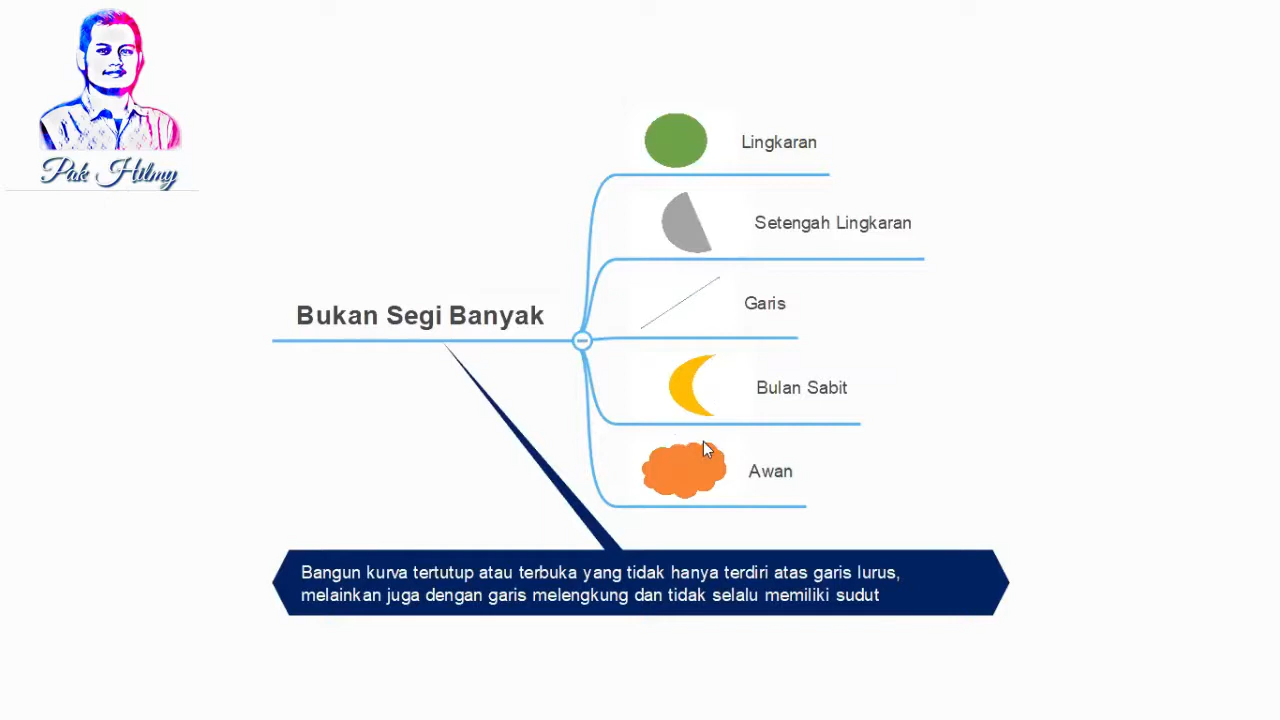 Pak Hilmy
Lingkaran
Setengah Lingkaran
Garis
Bukan Segi Banyak
Bulan Sabit
Awan
Bangun kurva tertutup atau terbuka yang tidak hanya terdiri atas garis lurus,
melainkan juga dengan garis melengkung dan tidak selalu memiliki sudut